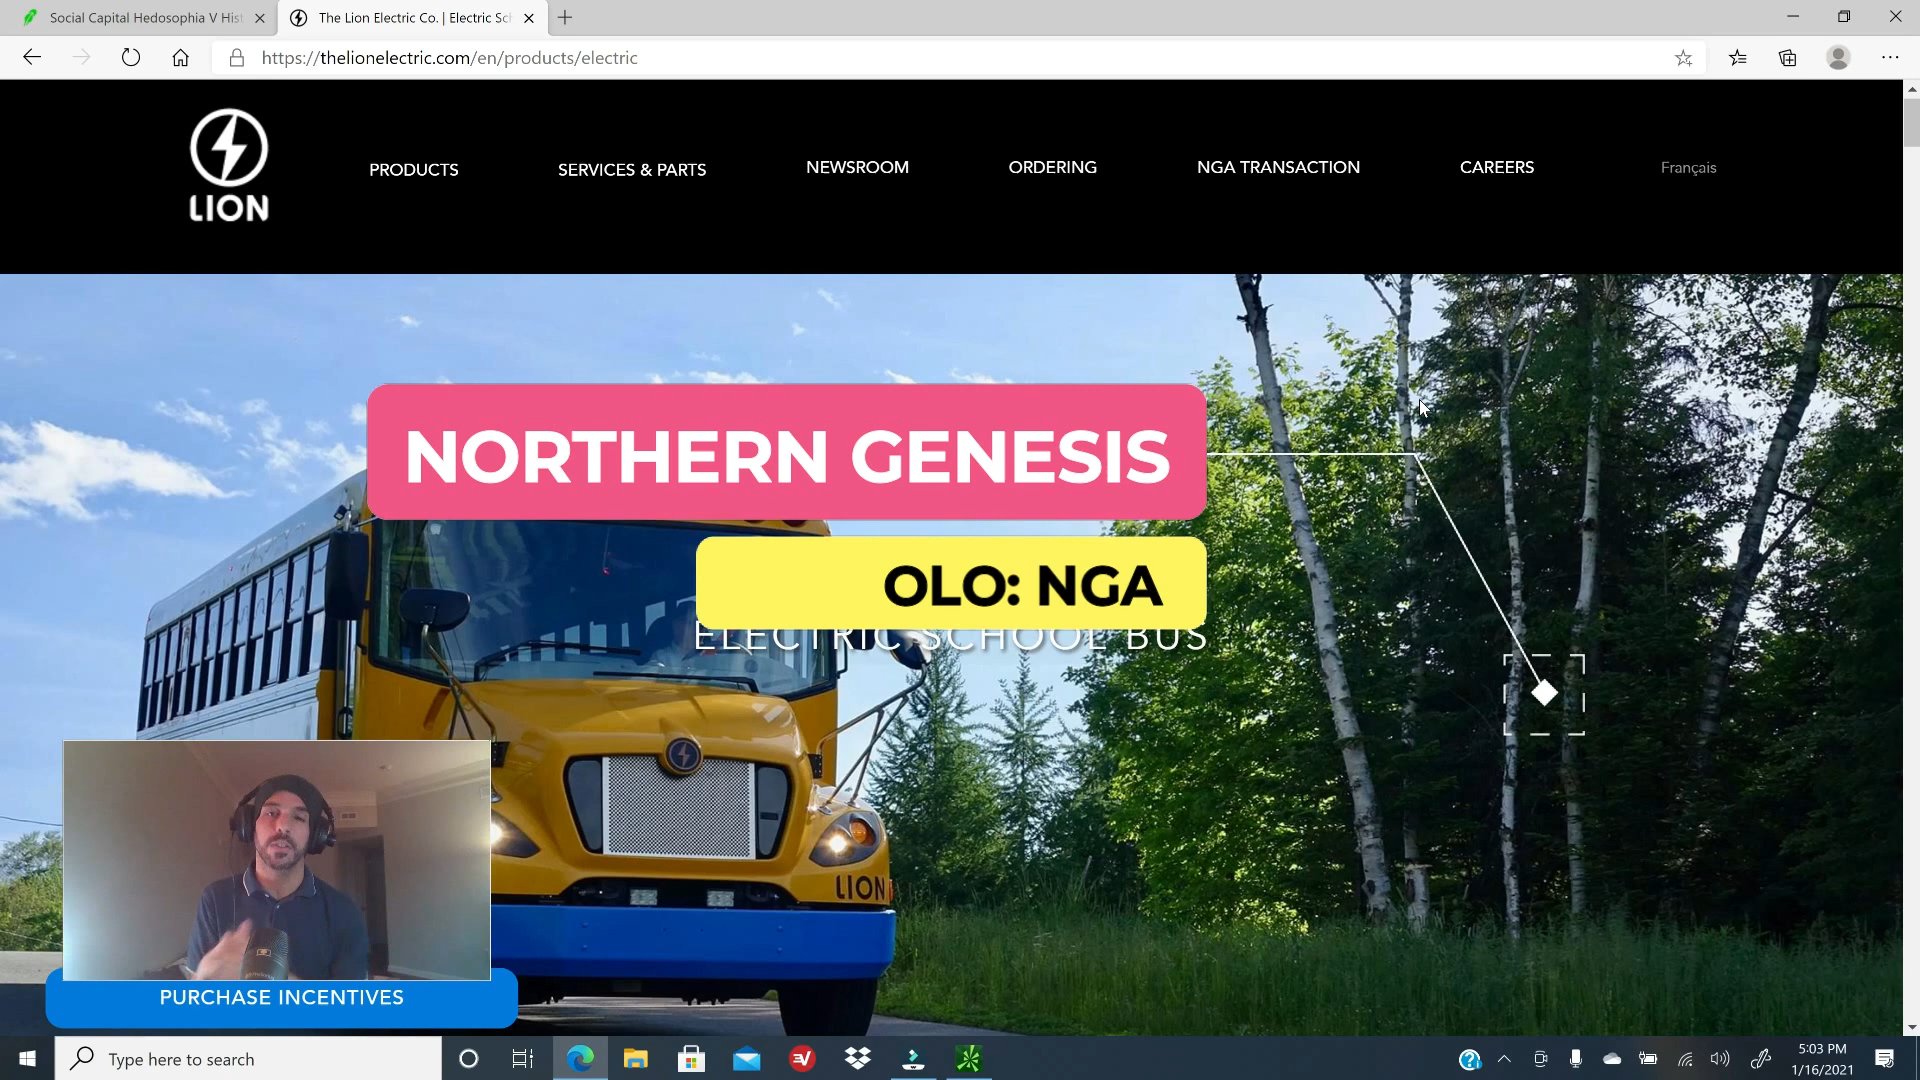 Social Capital Hedosophia V His
The Lion Electric Co. | Electric Sc
https://thelionelectric.com/en/products/electric
LION
PRODUCTS
SERVICES & PARTS
NEWSROOM
ORDERING
NGA TRANSACTION
CAREERS
Français
NORTHERN GENESIS
OLO: NGA
ELECTRIC SCHOOL BUS
LION
PURCHASE INCENTIVES
Type here to search
5:03 PM
1/16/2021